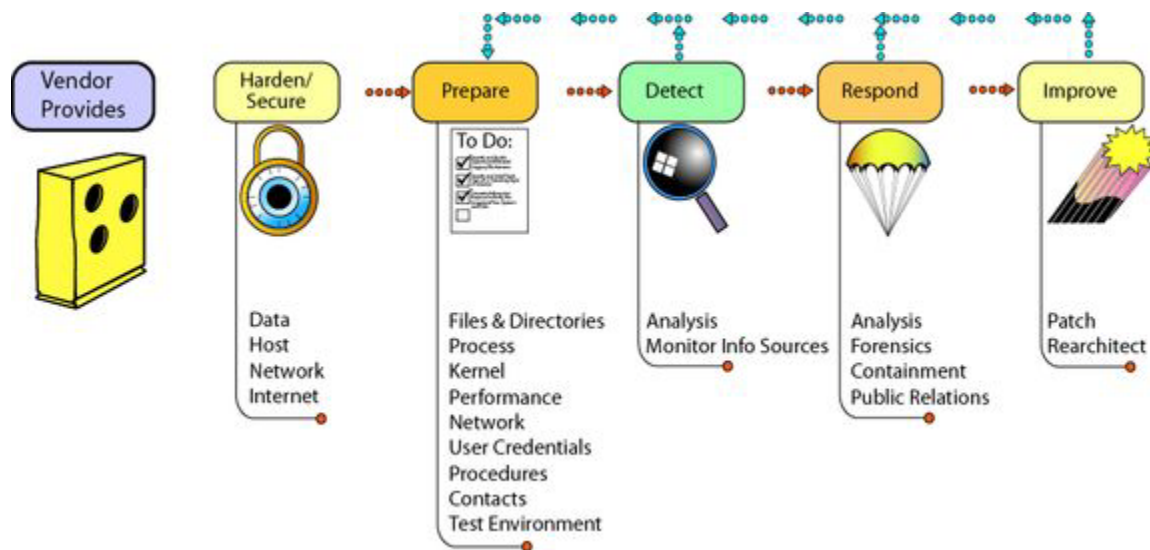 Vendor
Provides
Harden/
Secure
Prepare
Detect
Respond
Improve
To Do:
Data
Host
Network
Internet
Files & Directories
Process
Kernel
Performance
Network
User Credentials
Procedures
Contacts
Test Environment
Analysis
Monitor Info Sources
Analysis
Forensics
Containment
Public Relations
Patch
Rearchitect